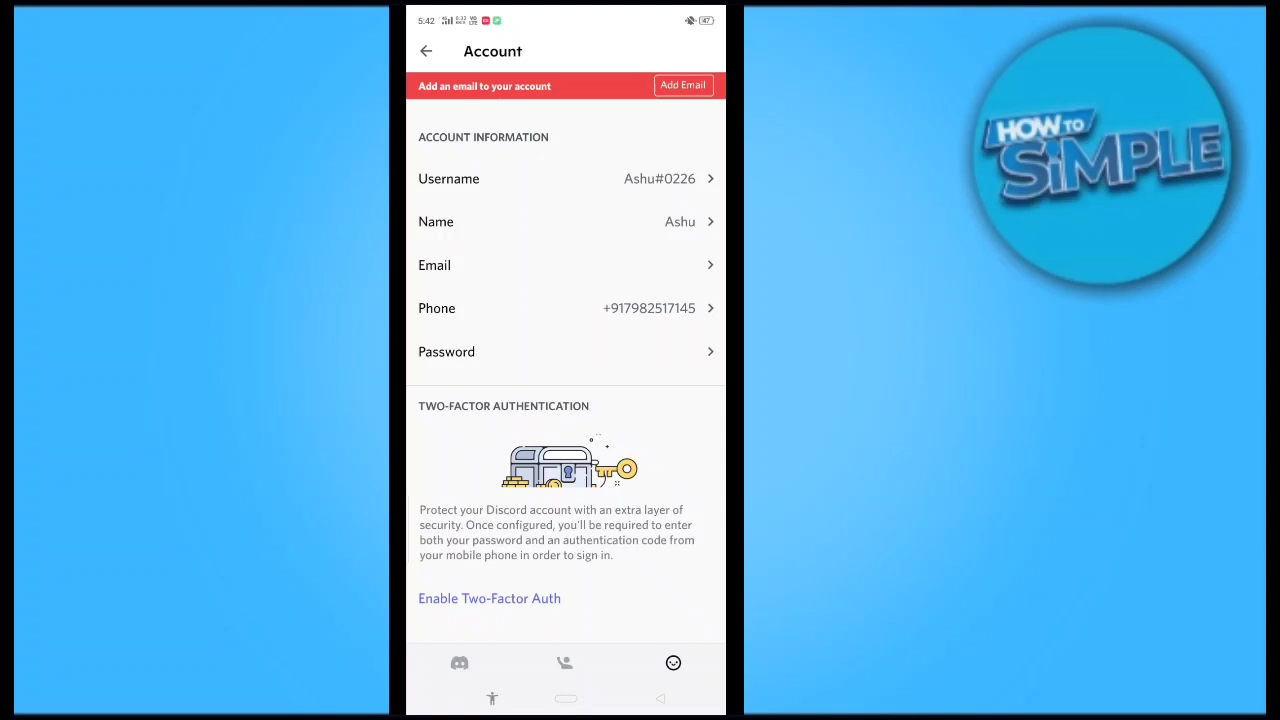 5:42
47
Account
Add an email to your account Add Email
ACCOUNT INFORMATION
Username Ashu#0226
Name Ashu
Email
Phone +917982517145
Password
TWO-FACTOR AUTHENTICATION
Protect your Discord account with an extra layer of
security. Once configured, you'll be required to enter
both your password and an authentication code from
your mobile phone in order to sign in.
Enable Two-Factor Auth
HOW TO
SIMPLE